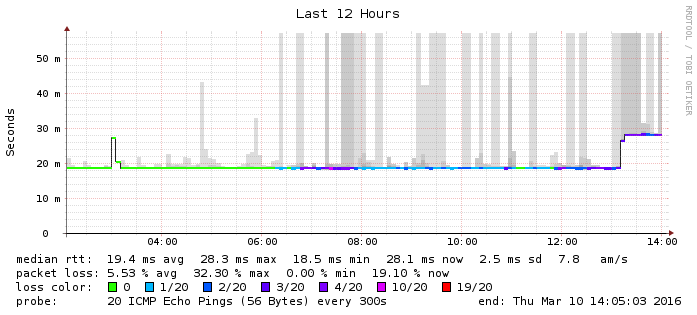 Last 12 Hours
RRDTOOL / TOBI OETIKER
Seconds
50 m
40 m
30 m
20 m
10 m
0
04:00 06:00 08:00 10:00 12:00 14:00
median rtt: 19.4 ms avg 28.3 ms max 18.5 ms min 28.1 ms now 2.5 ms sd 7.8 am/s
packet loss: 5.53 % avg 32.30 % max 0.00 % min 19.10 % now
loss color: 0 1/20 2/20 3/20 4/20 10/20 19/20
probe: 20 ICMP Echo Pings (56 Bytes) every 300s end: Thu Mar 10 14:05:03 2016